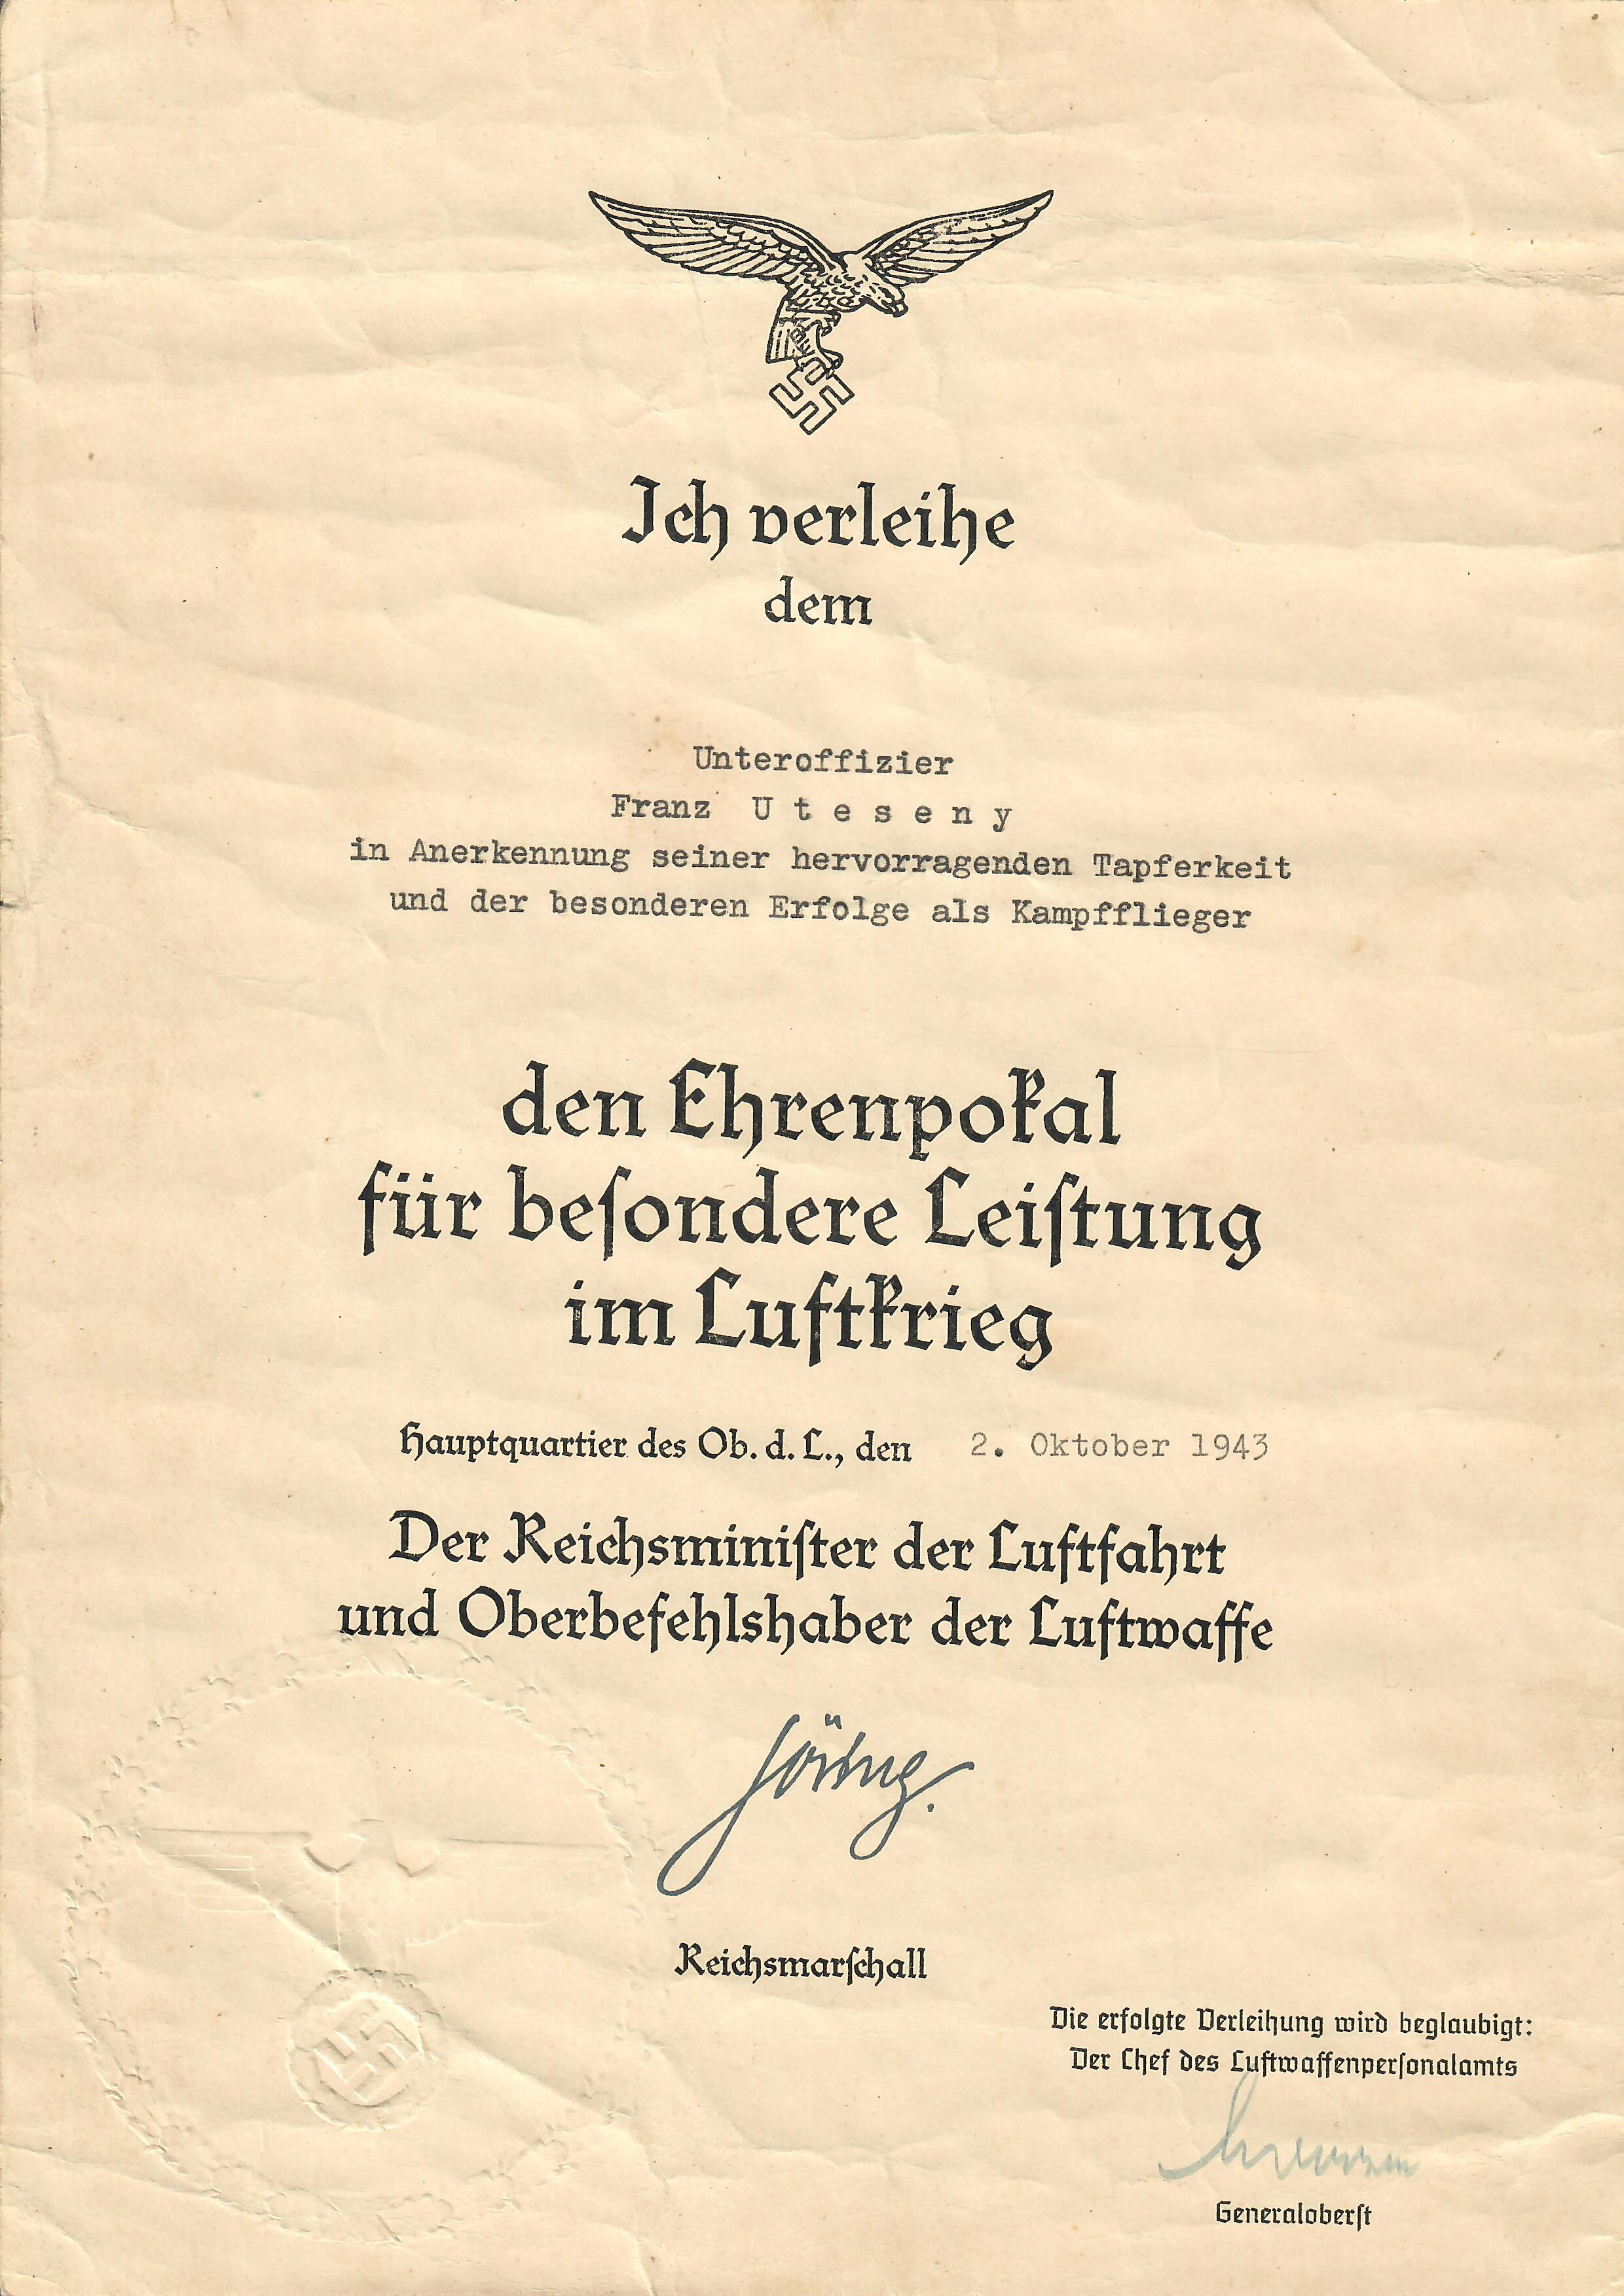 Ich verleihe
dem
Unteroffizier
Franz U t e s e n y
in Anerkennung seiner hervorragenden Tapferkeit
und der besonderen Erfolge als Kampfflieger
den Ehrenpokal
für beſondere Leiſtung
im Luftkrieg
Hauptquartier des Ob. d. L., den 2. Oktober 1943
Der Reichsminiſter der Luftfahrt
und Oberbefehlshaber der Luftwaffe
Göring.
Reichsmarſchall
Die erfolgte Verleihung wird beglaubigt:
Der Chef des Luftwaffenperſonalamts
Generaloberſt